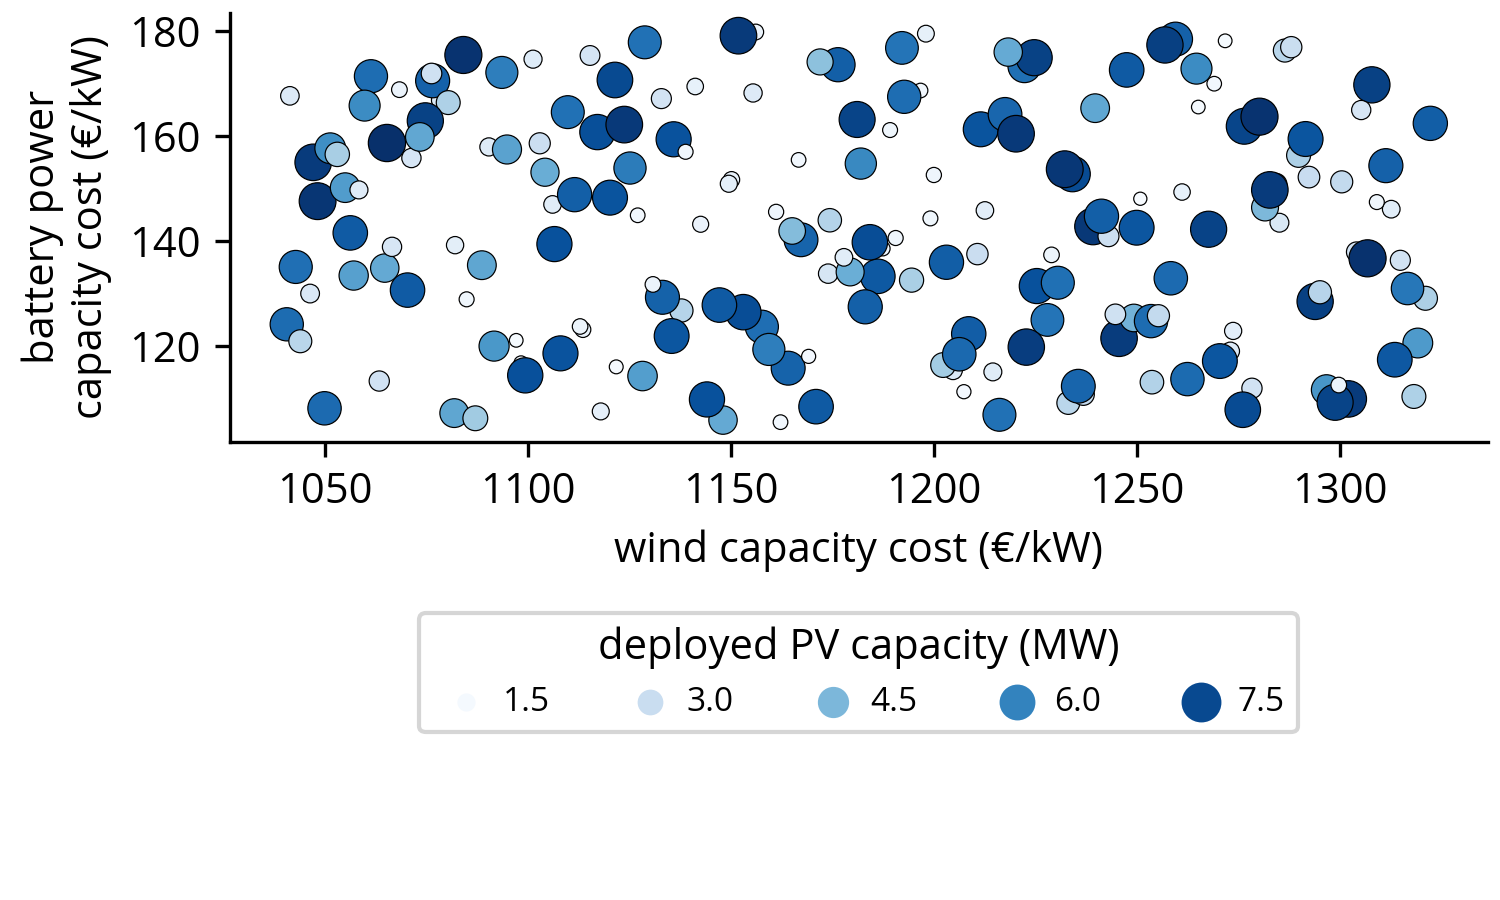 180
160
140
120
battery power
capacity cost (€/kW)
1050 1100 1150 1200 1250 1300
wind capacity cost (€/kW)
deployed PV capacity (MW)
1.5 3.0 4.5 6.0 7.5